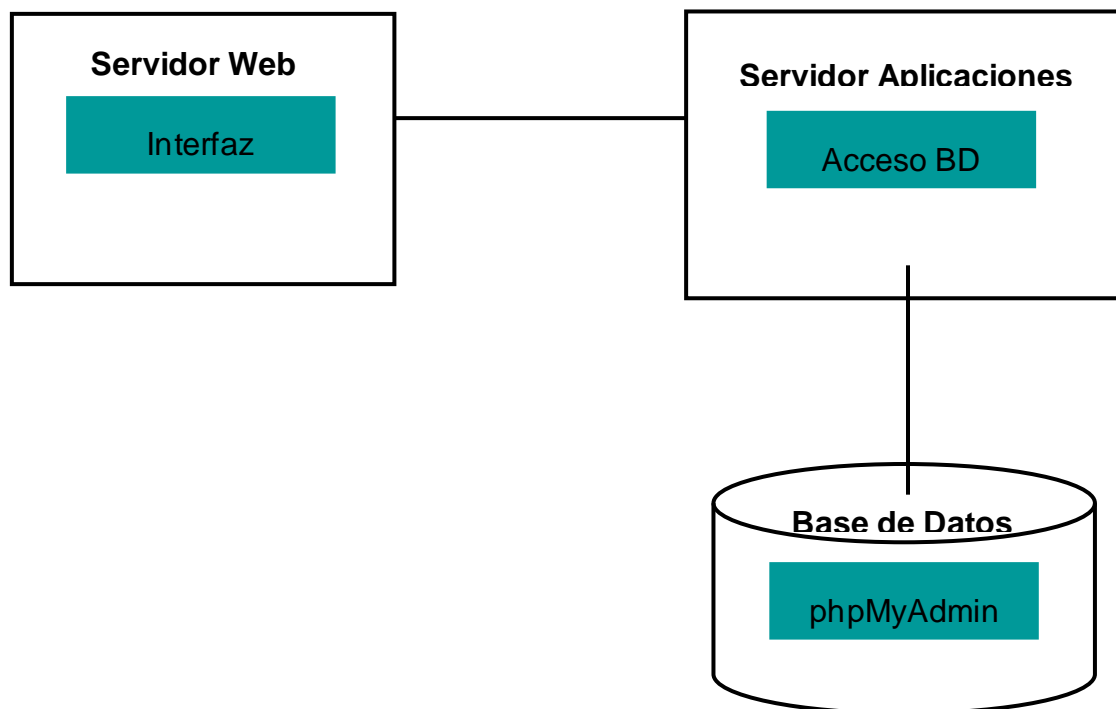 Servidor Web
Interfaz
Servidor Aplicaciones
Acceso BD
Base de Datos
phpMyAdmin